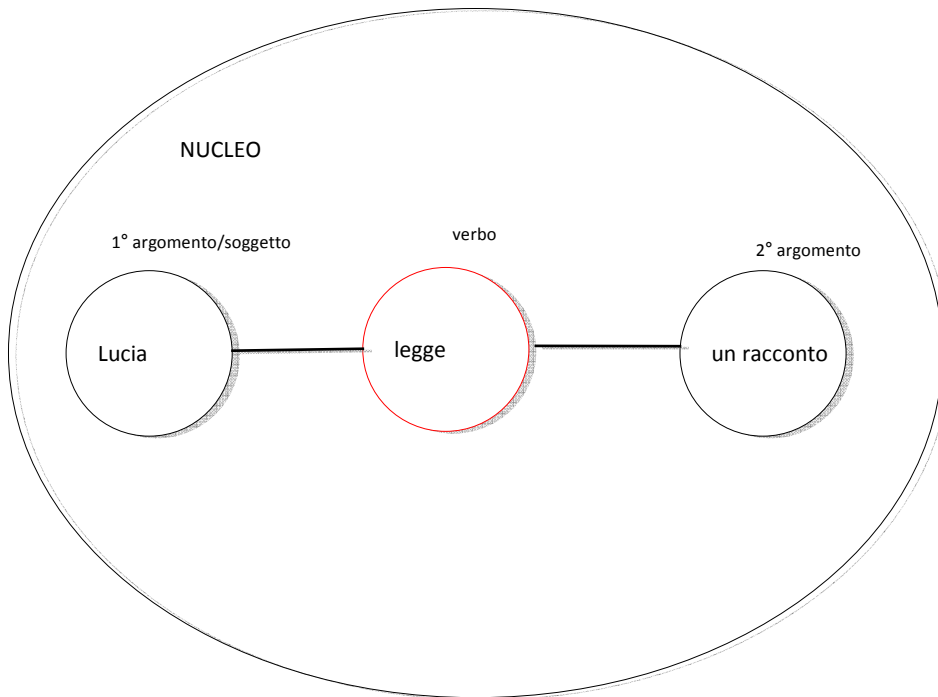 NUCLEO
1° argomento/soggetto
verbo
2° argomento
Lucia
legge
un racconto